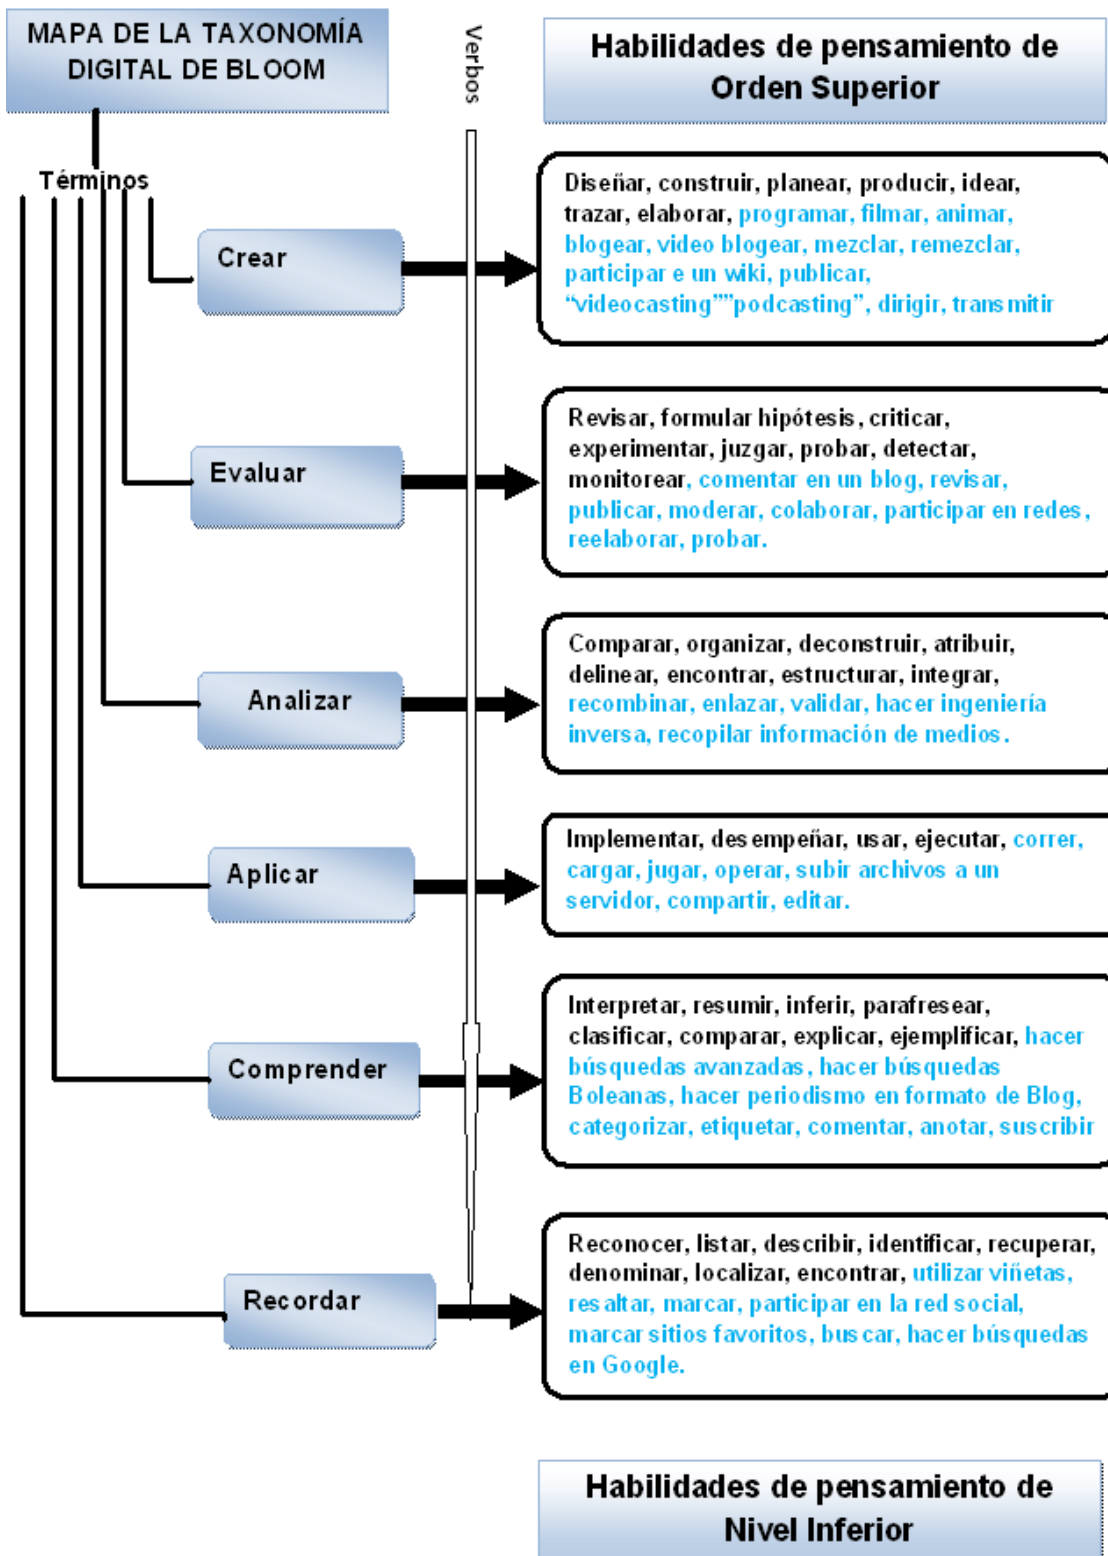 MAPA DE LA TAXONOMÍA
DIGITAL DE BLOOM
Verbos
Habilidades de pensamiento de
Orden Superior
Términos
Crear
Diseñar, construir, planear, producir, idear,
trazar, elaborar, programar, filmar, animar,
blogear, video blogear, mezclar, remezclar,
participar e un wiki, publicar,
“videocasting””podcasting”, dirigir, transmitir
Evaluar
Revisar, formular hipótesis, criticar,
experimentar, juzgar, probar, detectar,
monitorear, comentar en un blog, revisar,
publicar, moderar, colaborar, participar en redes,
reelaborar, probar.
Analizar
Comparar, organizar, deconstruir, atribuir,
delinear, encontrar, estructurar, integrar,
recombinar, enlazar, validar, hacer ingeniería
inversa, recopilar información de medios.
Aplicar
Implementar, desempeñar, usar, ejecutar, correr,
cargar, jugar, operar, subir archivos a un
servidor, compartir, editar.
Comprender
Interpretar, resumir, inferir, parafresear,
clasificar, comparar, explicar, ejemplificar, hacer
búsquedas avanzadas, hacer búsquedas
Boleanas, hacer periodismo en formato de Blog,
categorizar, etiquetar, comentar, anotar, suscribir
Recordar
Reconocer, listar, describir, identificar, recuperar,
denominar, localizar, encontrar, utilizar viñetas,
resaltar, marcar, participar en la red social,
marcar sitios favoritos, buscar, hacer búsquedas
en Google.
Habilidades de pensamiento de
Nivel Inferior